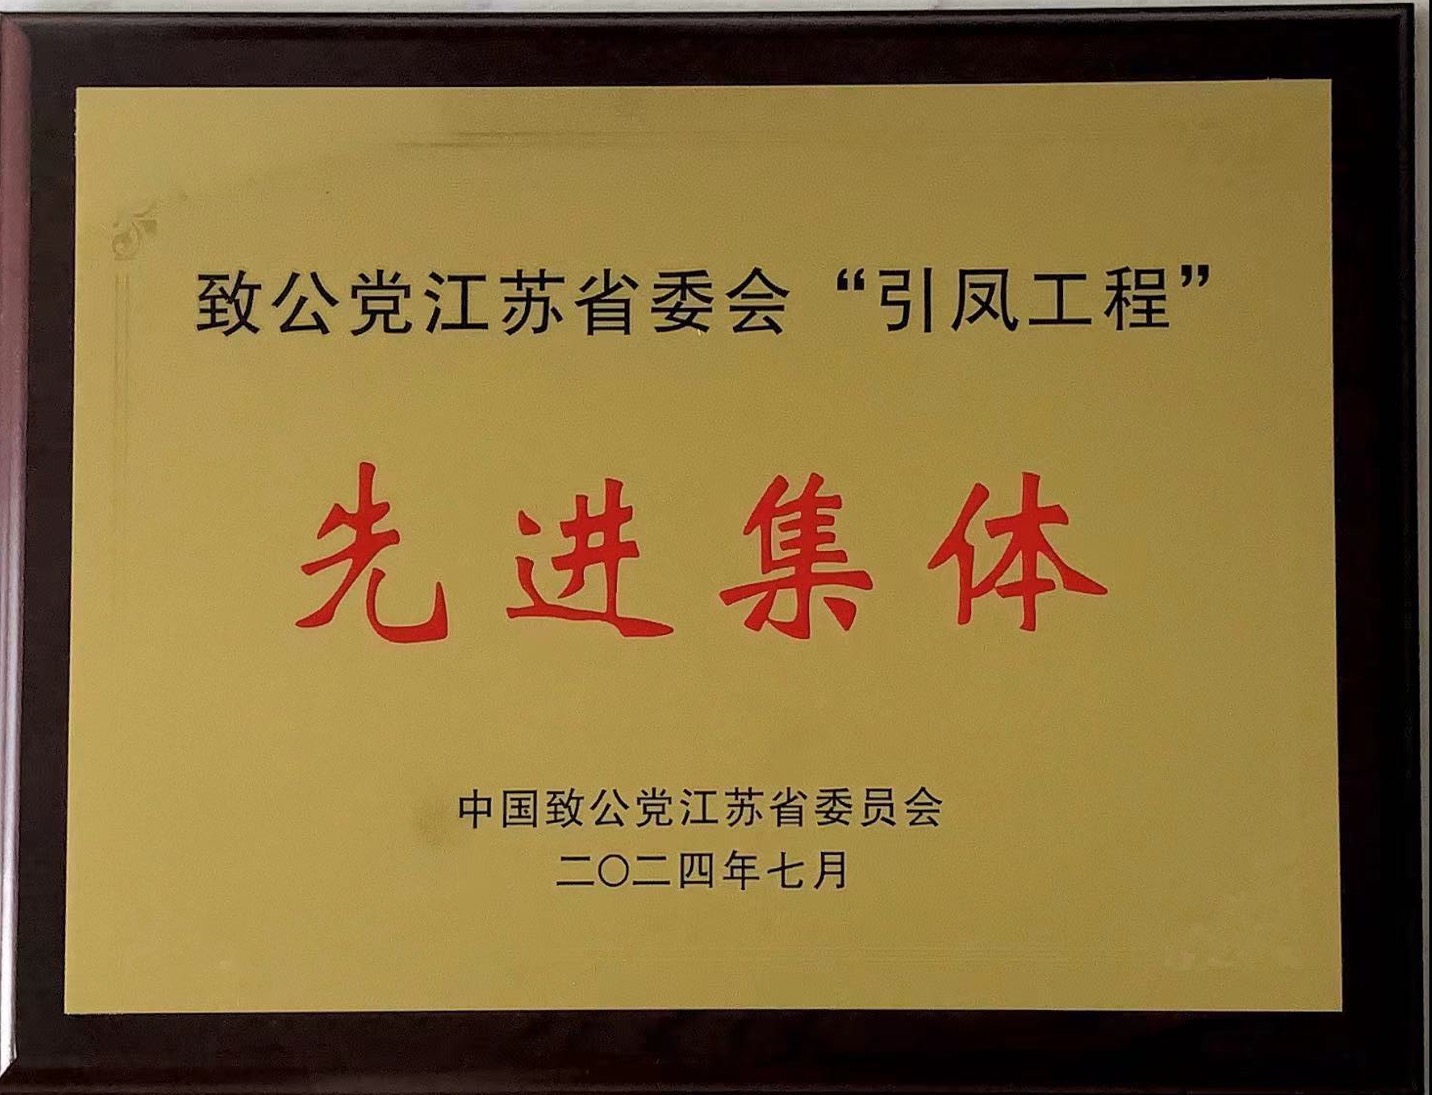 致公党江苏省委会“引凤工程”
先进集体
中国致公党江苏省委员会
二〇二四年七月